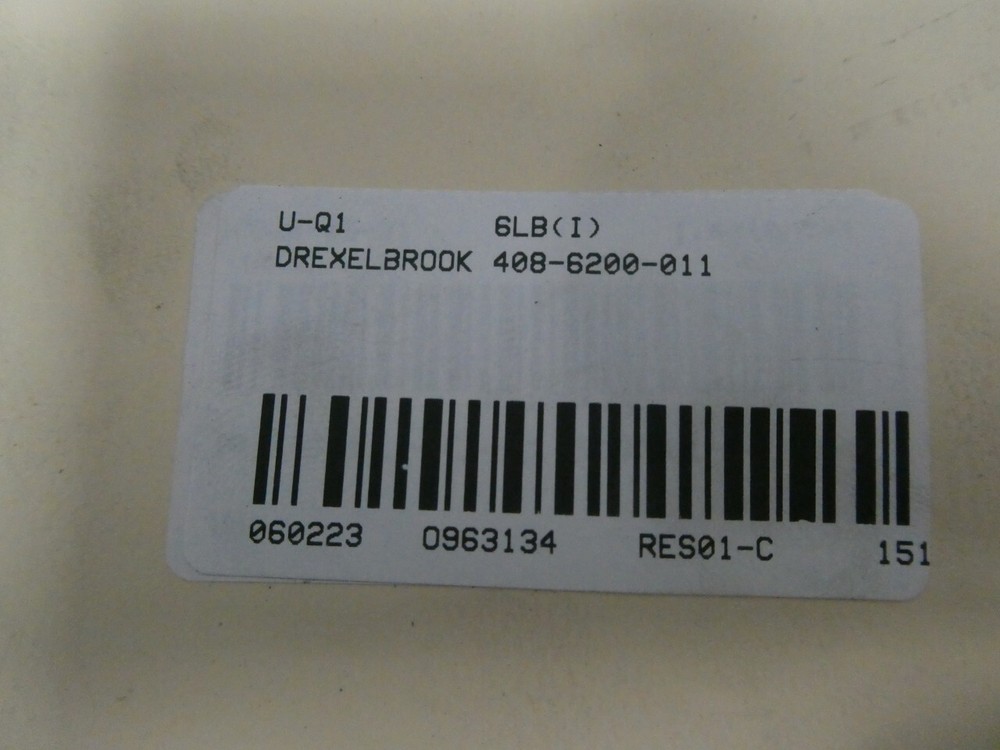 U-Q1 6LB(I)
DREXELBROOK 408-6200-011
060223 0963134 RES01-C 151